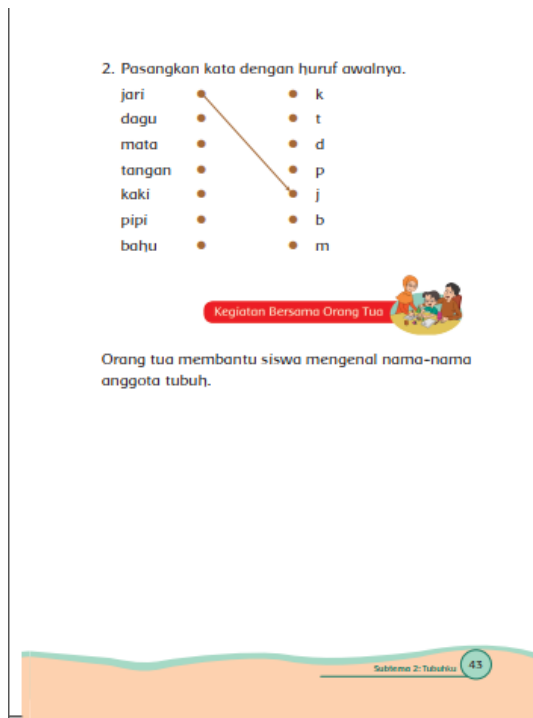 2. Pasangkan kata dengan huruf awalnya.
jari k
dagu t
mata d
tangan p
kaki j
pipi b
bahu m
Kegiatan Bersama Orang Tua
Orang tua membantu siswa mengenal nama-nama
anggota tubuh.
Subtema 2: Tubuhku 43